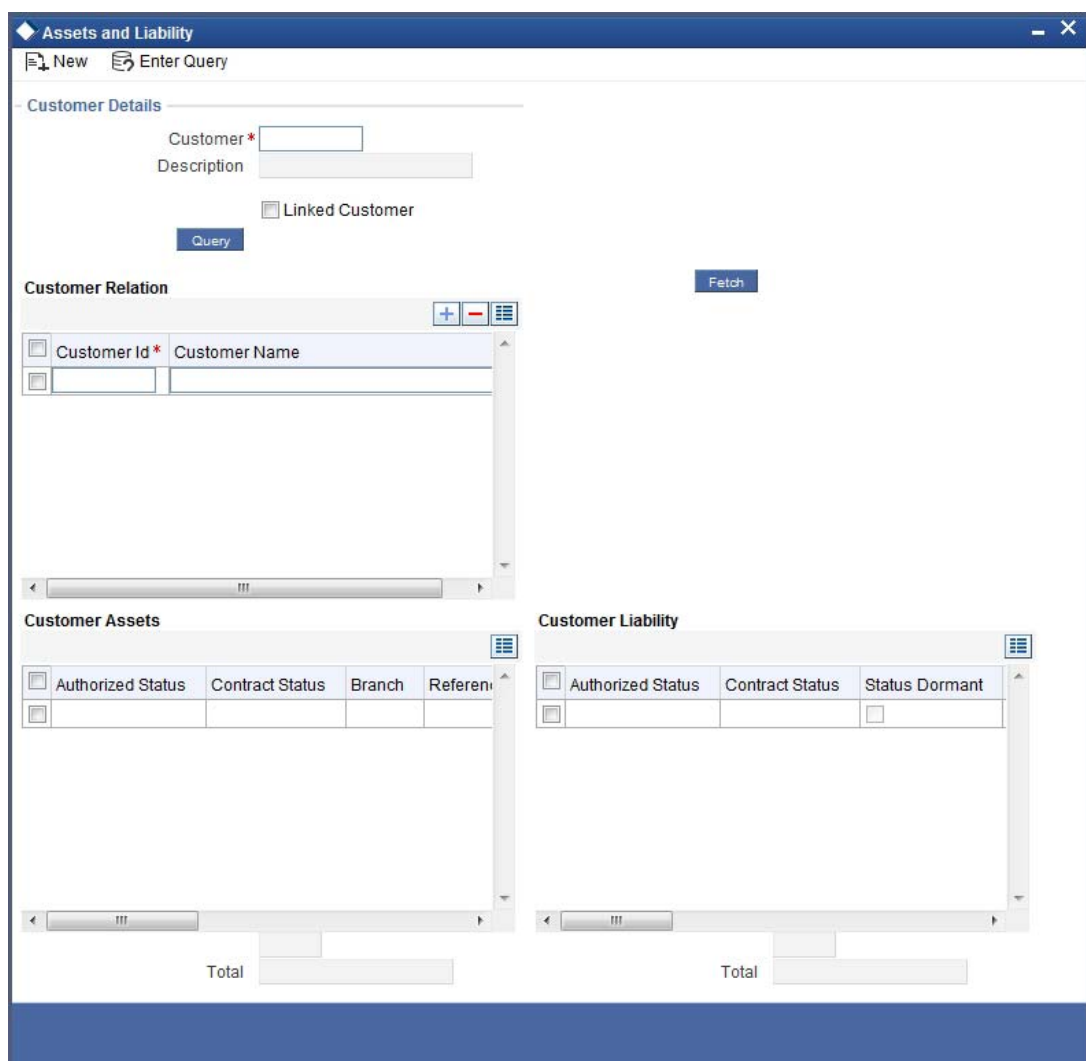 Assets and Liability
New Enter Query
Customer Details
Customer *
Description
Linked Customer
Query
Fetch
Customer Relation
Customer Id * Customer Name
Customer Assets
Authorized Status Contract Status Branch Referen
Total
Customer Liability
Authorized Status Contract Status Status Dormant
Total